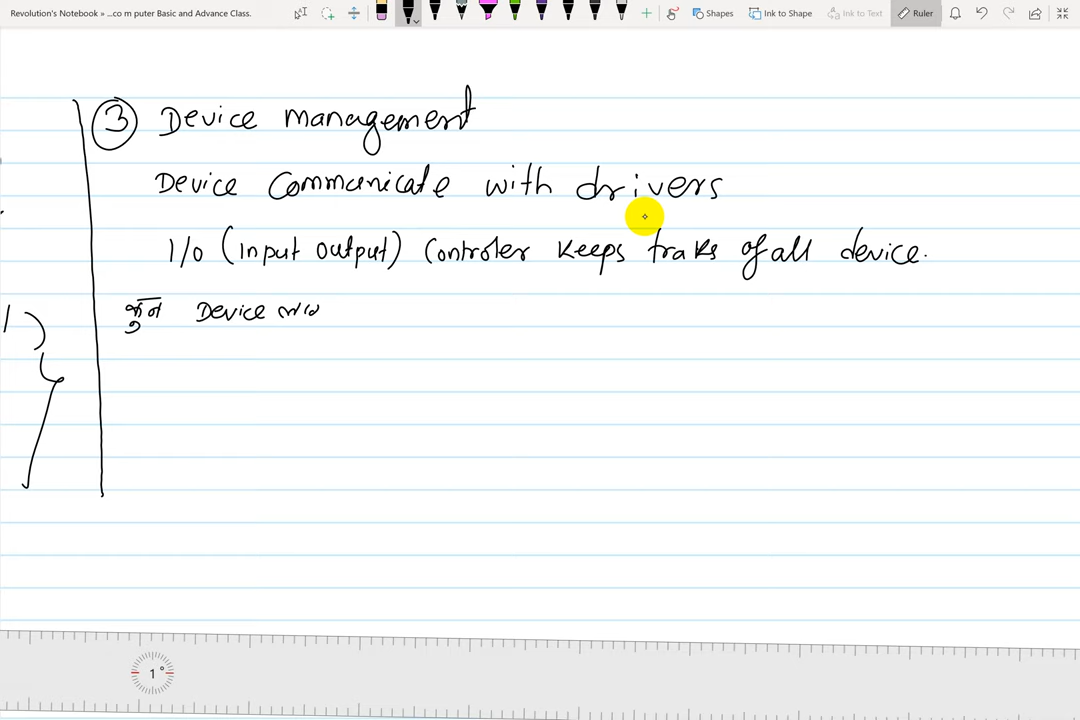 Revolution's Notebook » ...co m puter Basic and Advance Class.
Shapes
Ink to Shape
Ink to Text
Ruler
3 Device management
Device Communicate with drivers
I/O (Input output) Controler keeps traks of all device.
Device
1°